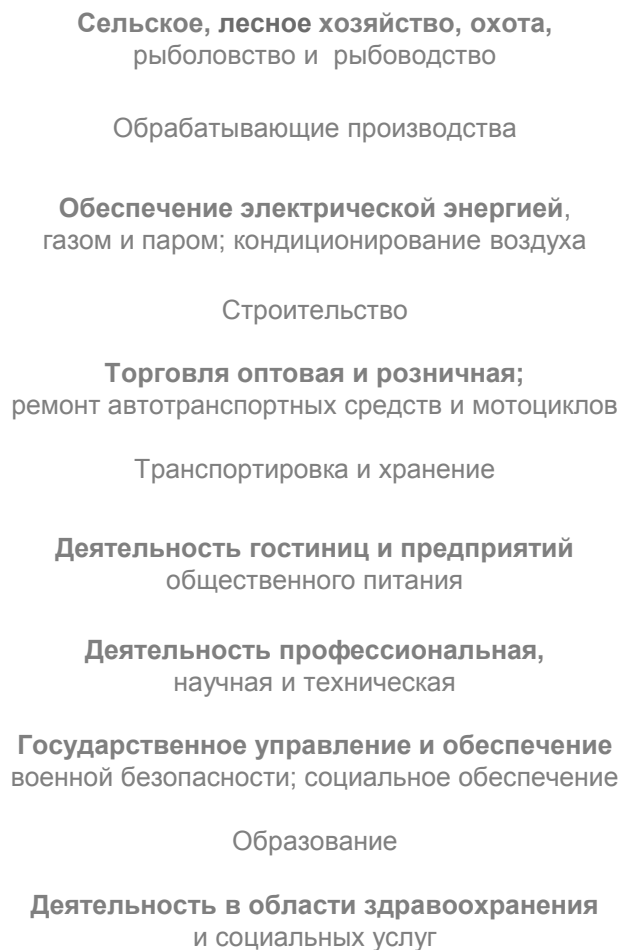 Сельское, лесное хозяйство, охота,
рыболовство и рыбоводство
Обрабатывающие производства
Обеспечение электрической энергией,
газом и паром; кондиционирование воздуха
Строительство
Торговля оптовая и розничная;
ремонт автотранспортных средств и мотоциклов
Транспортировка и хранение
Деятельность гостиниц и предприятий
общественного питания
Деятельность профессиональная,
научная и техническая
Государственное управление и обеспечение
военной безопасности; социальное обеспечение
Образование
Деятельность в области здравоохранения
и социальных услуг